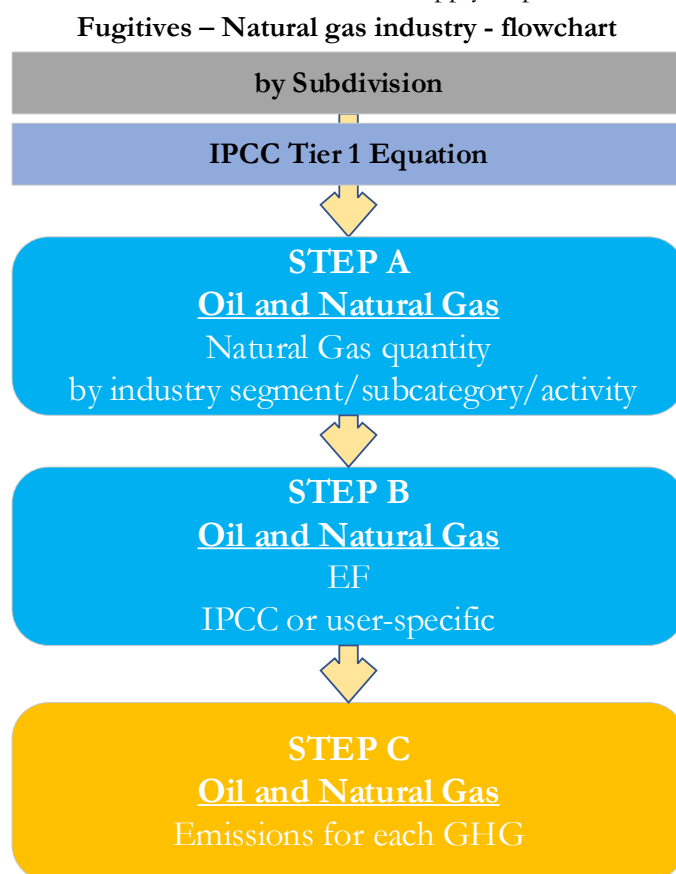 Fugitives – Natural gas industry - flowchart
by Subdivision
IPCC Tier 1 Equation
STEP A
Oil and Natural Gas
Natural Gas quantity
by industry segment/subcategory/activity
STEP B
Oil and Natural Gas
EF
IPCC or user-specific
STEP C
Oil and Natural Gas
Emissions for each GHG